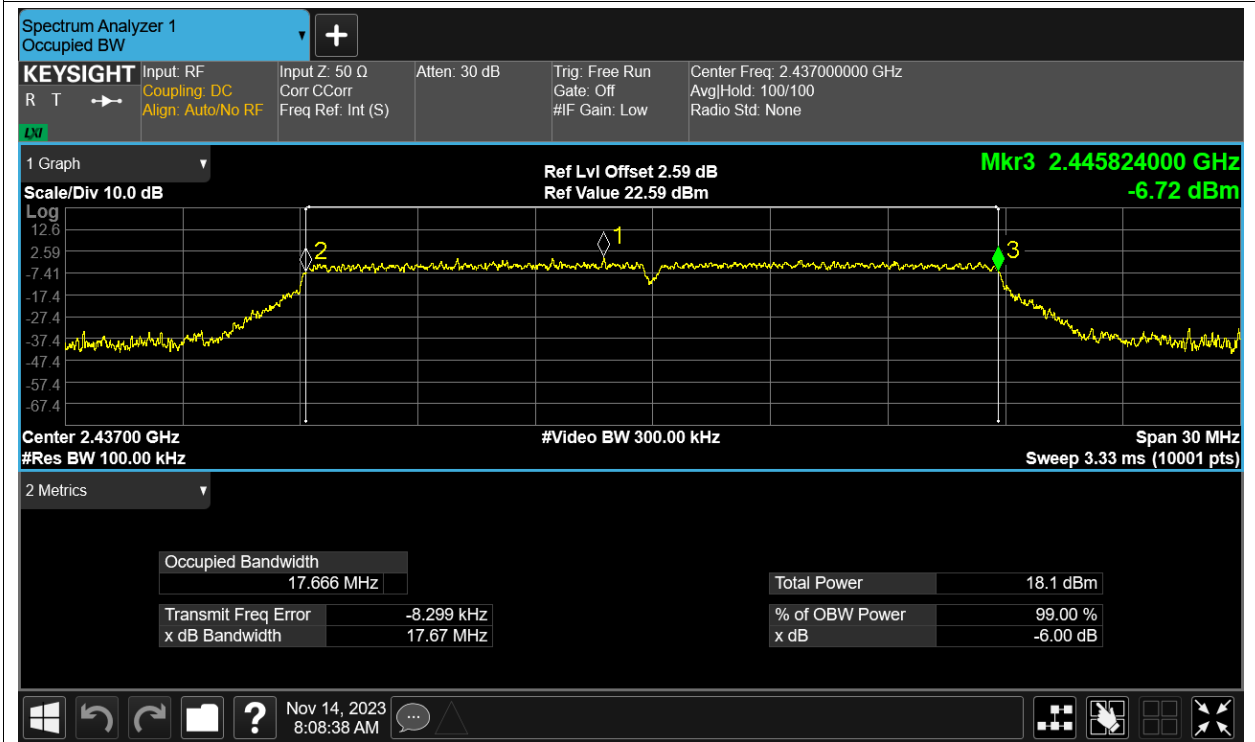 Spectrum Analyzer 1
Occupied BW
+
KEYSIGHT Input: RF Input Z: 50 Ω Atten: 30 dB Trig: Free Run Center Freq: 2.437000000 GHz
R T Coupling: DC Corr CCorr Gate: Off Avg|Hold: 100/100
Align: Auto/No RF Freq Ref: Int (S) #IF Gain: Low Radio Std: None
LXI
1 Graph Ref Lvl Offset 2.59 dB Mkr3 2.445824000 GHz
Scale/Div 10.0 dB Ref Value 22.59 dBm -6.72 dBm
Log
12.6
2.59
-7.41
-17.4
-27.4
-37.4
-47.4
-57.4
-67.4
2 1 3
Center 2.43700 GHz #Video BW 300.00 kHz Span 30 MHz
#Res BW 100.00 kHz Sweep 3.33 ms (10001 pts)
2 Metrics
Occupied Bandwidth
17.666 MHz Total Power 18.1 dBm
Transmit Freq Error -8.299 kHz % of OBW Power 99.00 %
x dB Bandwidth 17.67 MHz x dB -6.00 dB
? Nov 14, 2023
8:08:38 AM